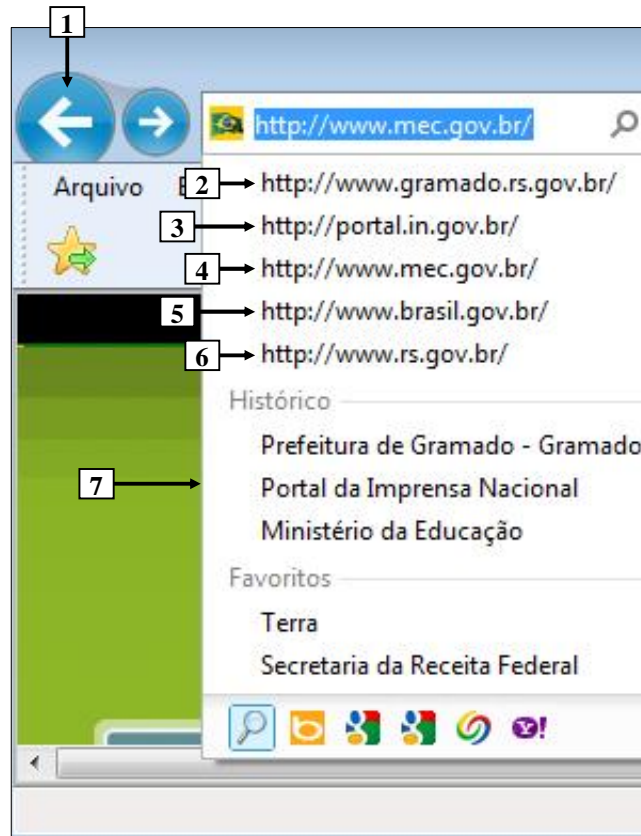 1
http://www.mec.gov.br/
Arquivo E
2 http://www.gramado.rs.gov.br/
3 http://portal.in.gov.br/
4 http://www.mec.gov.br/
5 http://www.brasil.gov.br/
6 http://www.rs.gov.br/
Histórico
Prefeitura de Gramado - Gramado
7 Portal da Imprensa Nacional
Ministério da Educação
Favoritos
Terra
Secretaria da Receita Federal
b Y!